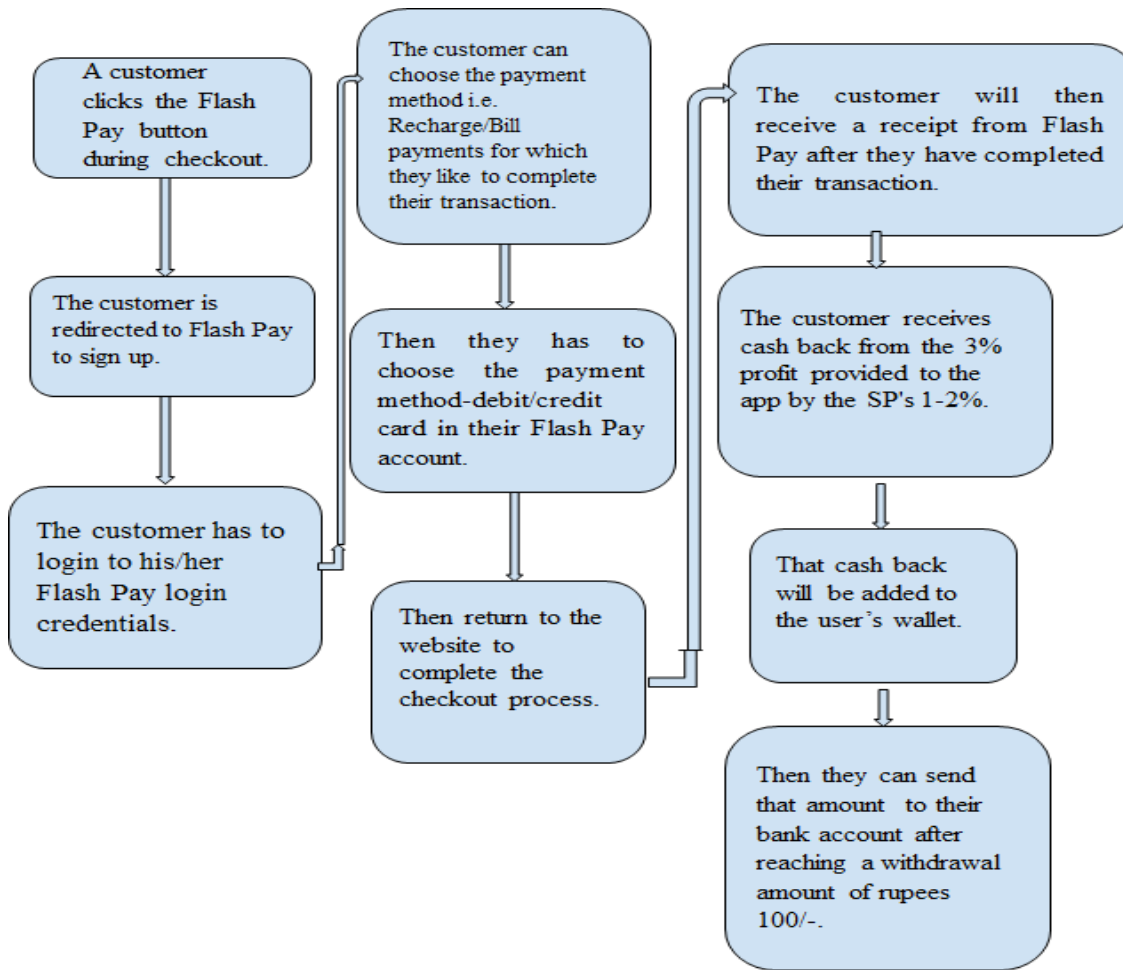 A customer
clicks the Flash
Pay button
during checkout.
The customer is
redirected to Flash Pay
to sign up.
The customer has to
login to his/her
Flash Pay login
credentials.
The customer can
choose the payment
method i.e.
Recharge/Bill
payments for which
they like to complete
their transaction.
Then they has to
choose the payment
method-debit/credit
card in their Flash Pay
account.
Then return to the
website to
complete the
checkout process.
The customer will then
receive a receipt from Flash
Pay after they have completed
their transaction.
The customer receives
cash back from the 3%
profit provided to the
app by the SP's 1-2%.
That cash back
will be added to
the user’s wallet.
Then they can send
that amount to their
bank account after
reaching a withdrawal
amount of rupees
100/-.